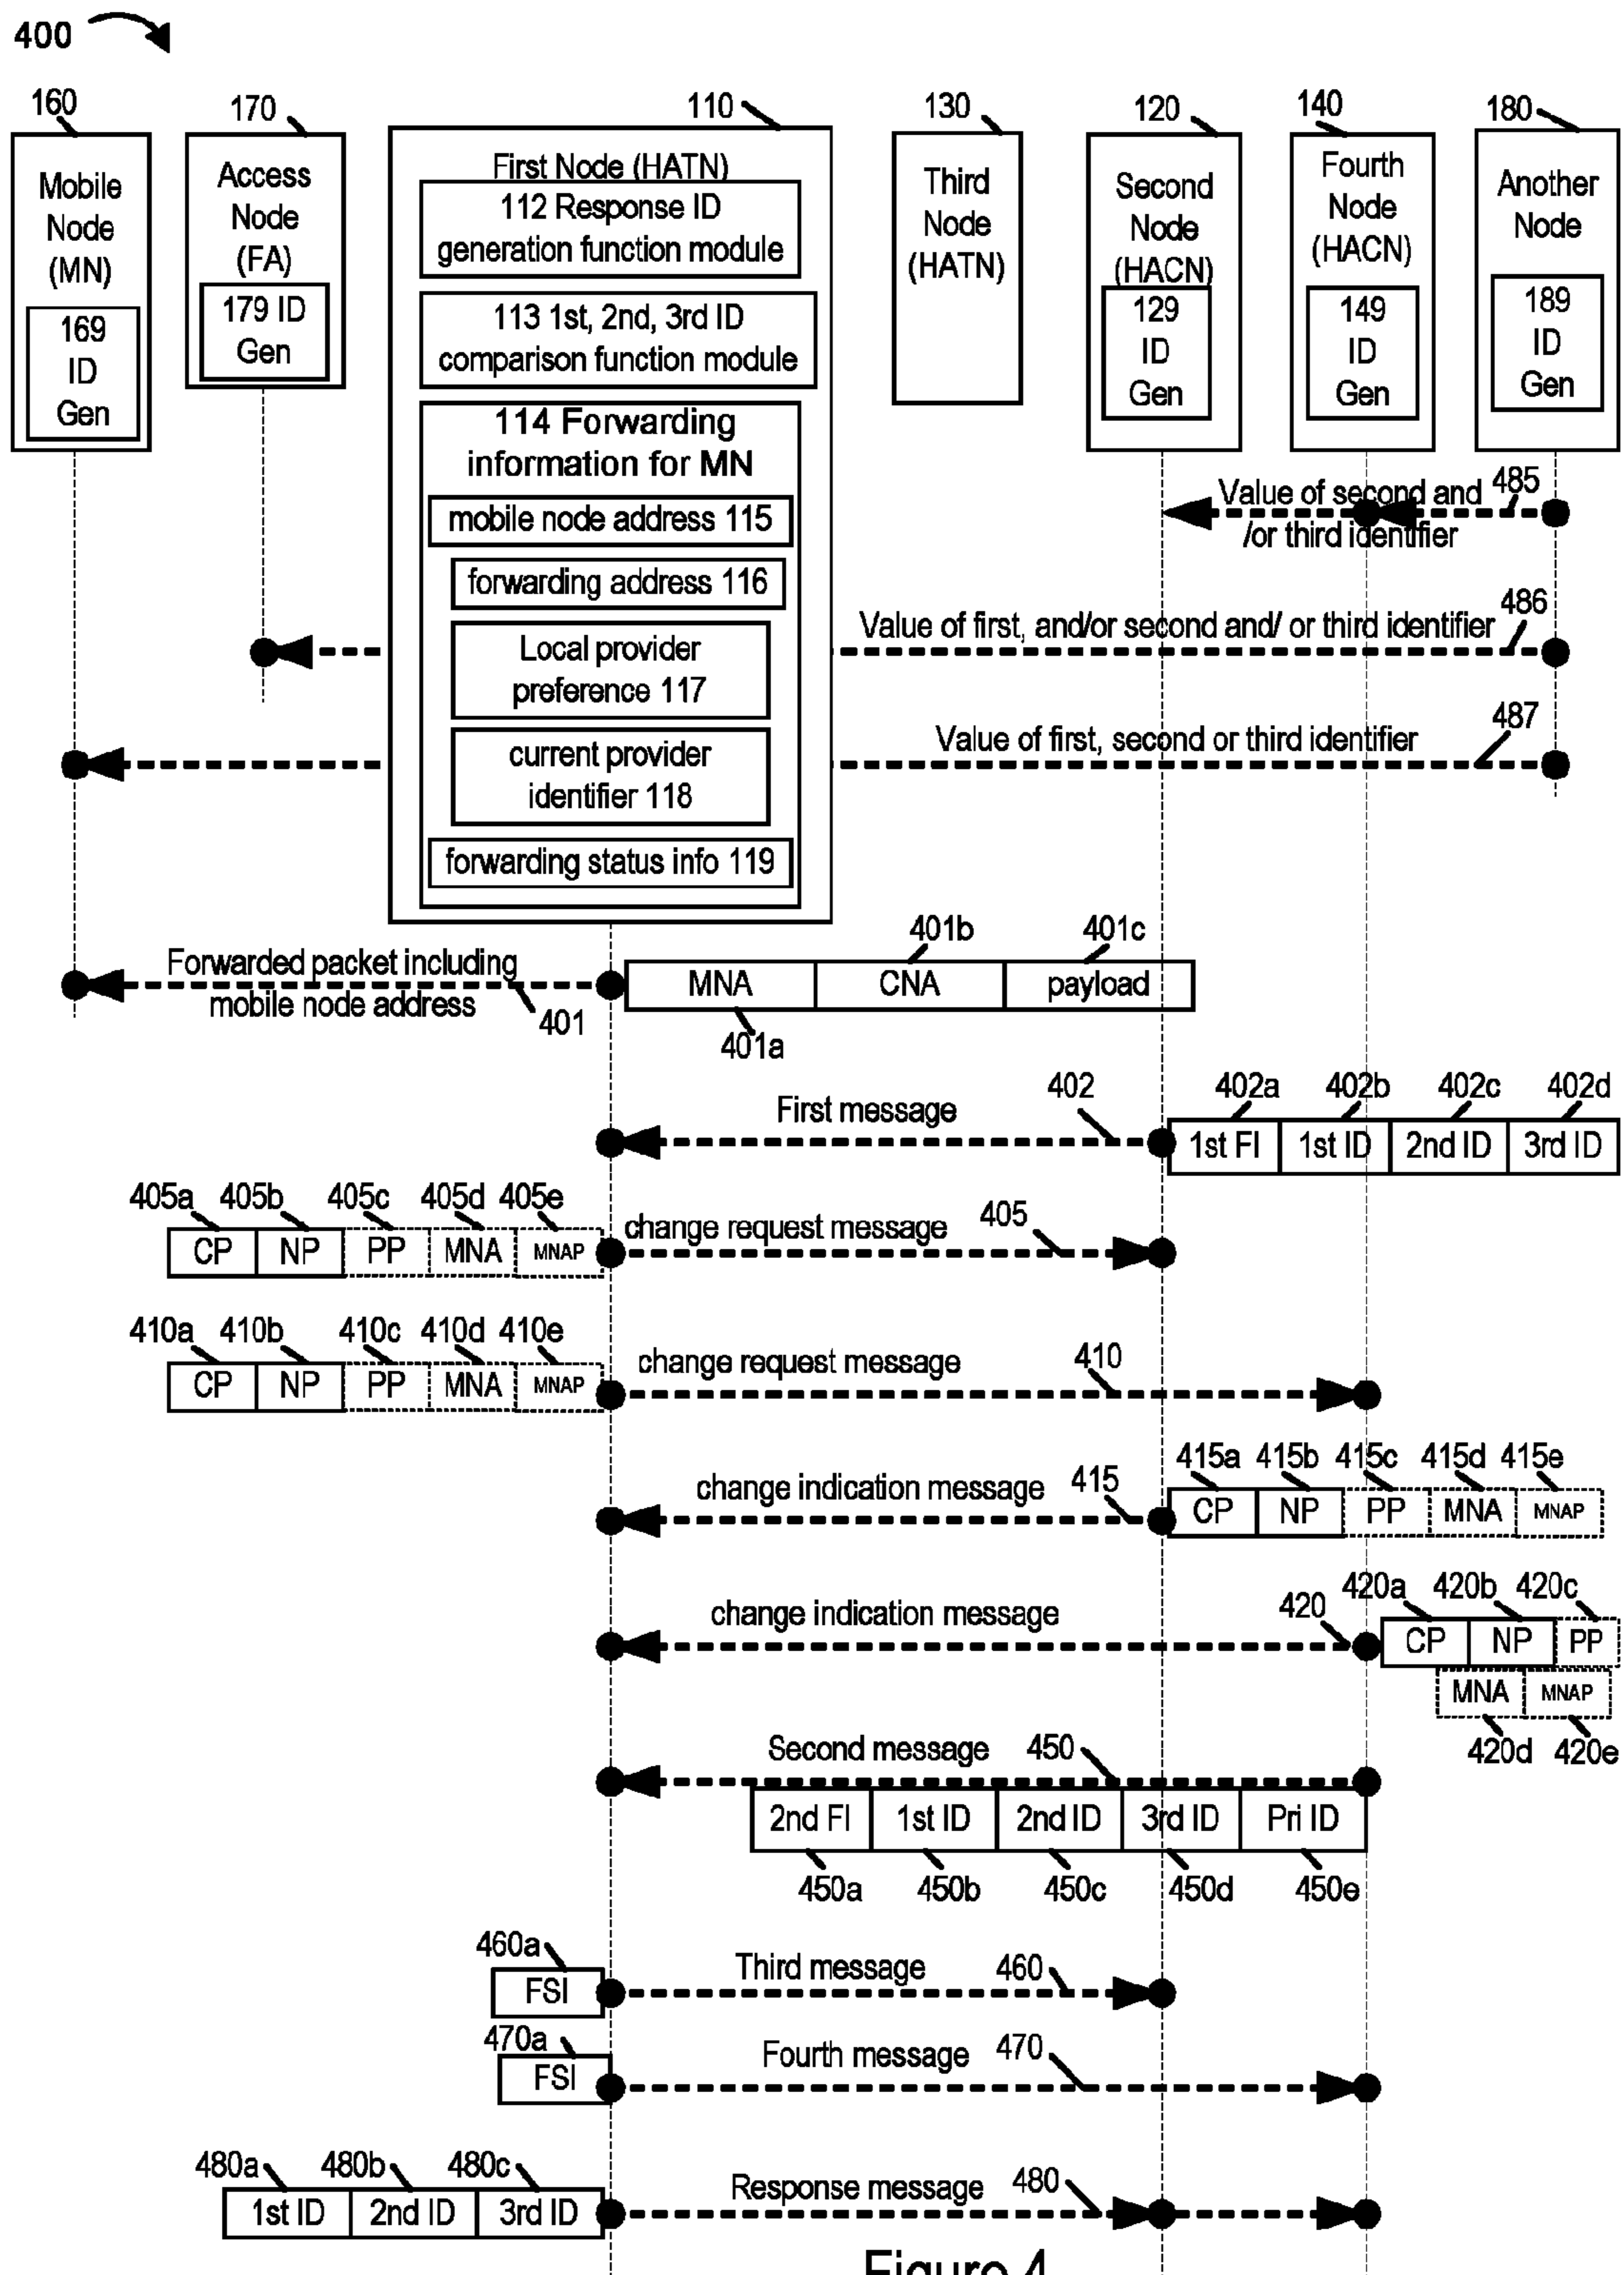 400
160
170
110
130
120
140
180
Mobile
Node
(MN)
169
ID
Gen
Access
Node
(FA)
179 ID
Gen
First Node (HATN)
112 Response ID
generation function module
113 1st, 2nd, 3rd ID
comparison function module
114 Forwarding
information for MN
mobile node address 115
forwarding address 116
Local provider
preference 117
current provider
identifier 118
forwarding status info 119
Third
Node
(HATN)
Second
Node
(HACN)
129
ID
Gen
Fourth
Node
(HACN)
149
ID
Gen
Another
Node
189
ID
Gen
Value of second and
/or third identifier
485
Value of first, and/or second and/ or third identifier
486
Value of first, second or third identifier
487
Forwarded packet including
mobile node address
401
401b
401c
MNA
CNA
payload
401a
First message
402
402a
402b
402c
402d
1st FI
1st ID
2nd ID
3rd ID
405a
405b
405c
405d
405e
CP
NP
PP
MNA
MNAP
change request message
405
410a
410b
410c
410d
410e
CP
NP
PP
MNA
MNAP
change request message
410
change indication message
415
415a
415b
415c
415d
415e
CP
NP
PP
MNA
MNAP
change indication message
420
420a
420b
420c
CP
NP
PP
MNA
MNAP
420d
420e
Second message
450
2nd FI
1st ID
2nd ID
3rd ID
Pri ID
450a
450b
450c
450d
450e
460a
FSI
Third message
460
470a
FSI
Fourth message
470
480a
480b
480c
1st ID
2nd ID
3rd ID
Response message
480
Figure 4